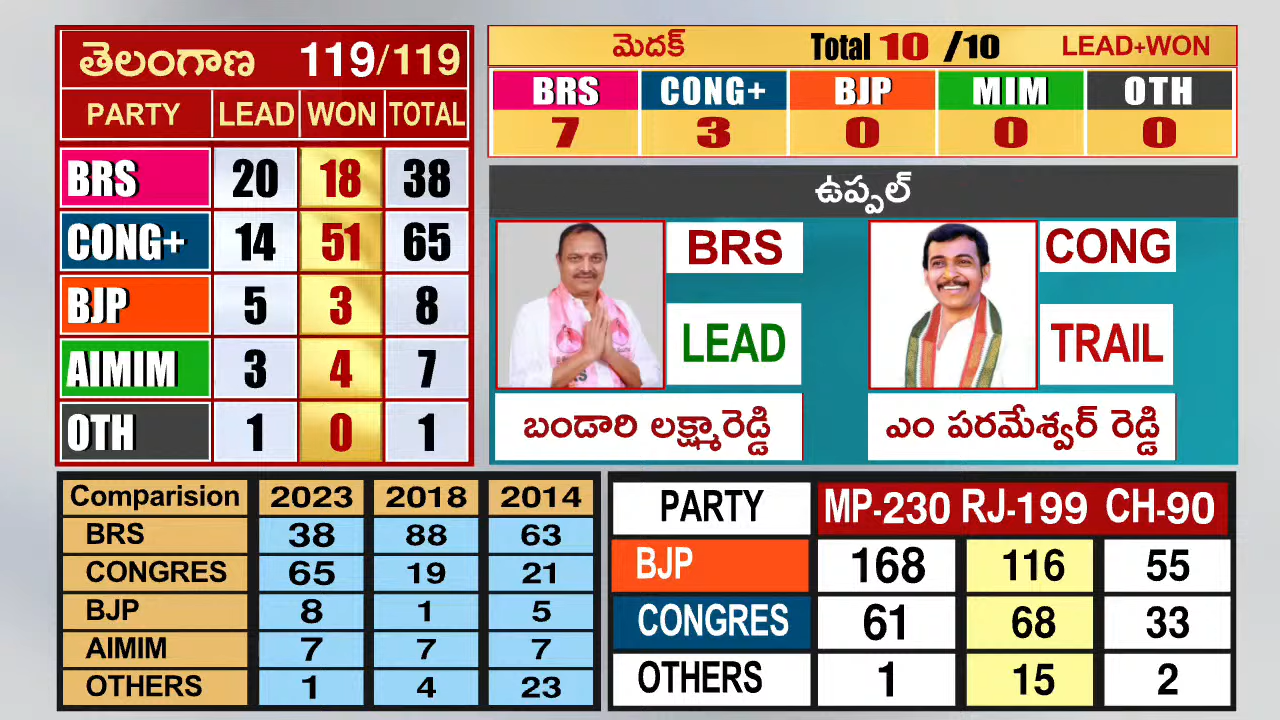 తెలంగాణ 119/119
PARTY LEAD WON TOTAL
BRS 20 18 38
CONG+ 14 51 65
BJP 5 3 8
AIMIM 3 4 7
OTH 1 0 1
మెదక్ Total 10 /10 LEAD+WON
BRS CONG+ BJP MIM OTH
7 3 0 0 0
ఉప్పల్
BRS CONG
LEAD TRAIL
బండారి లక్ష్మారెడ్డి ఎం పరమేశ్వర్ రెడ్డి
Comparision 2023 2018 2014
BRS 38 88 63
CONGRES 65 19 21
BJP 8 1 5
AIMIM 7 7 7
OTHERS 1 4 23
PARTY MP-230 RJ-199 CH-90
BJP 168 116 55
CONGRES 61 68 33
OTHERS 1 15 2